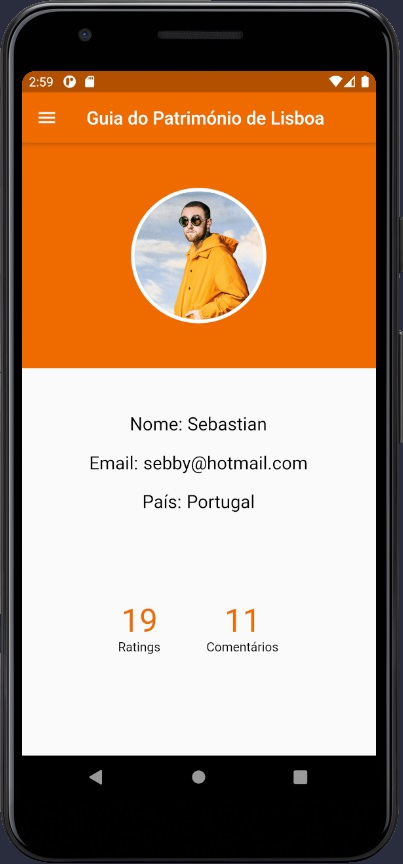 2:59
Guia do Património de Lisboa
Nome: Sebastian
Email: sebby@hotmail.com
País: Portugal
19 11
Ratings Comentários